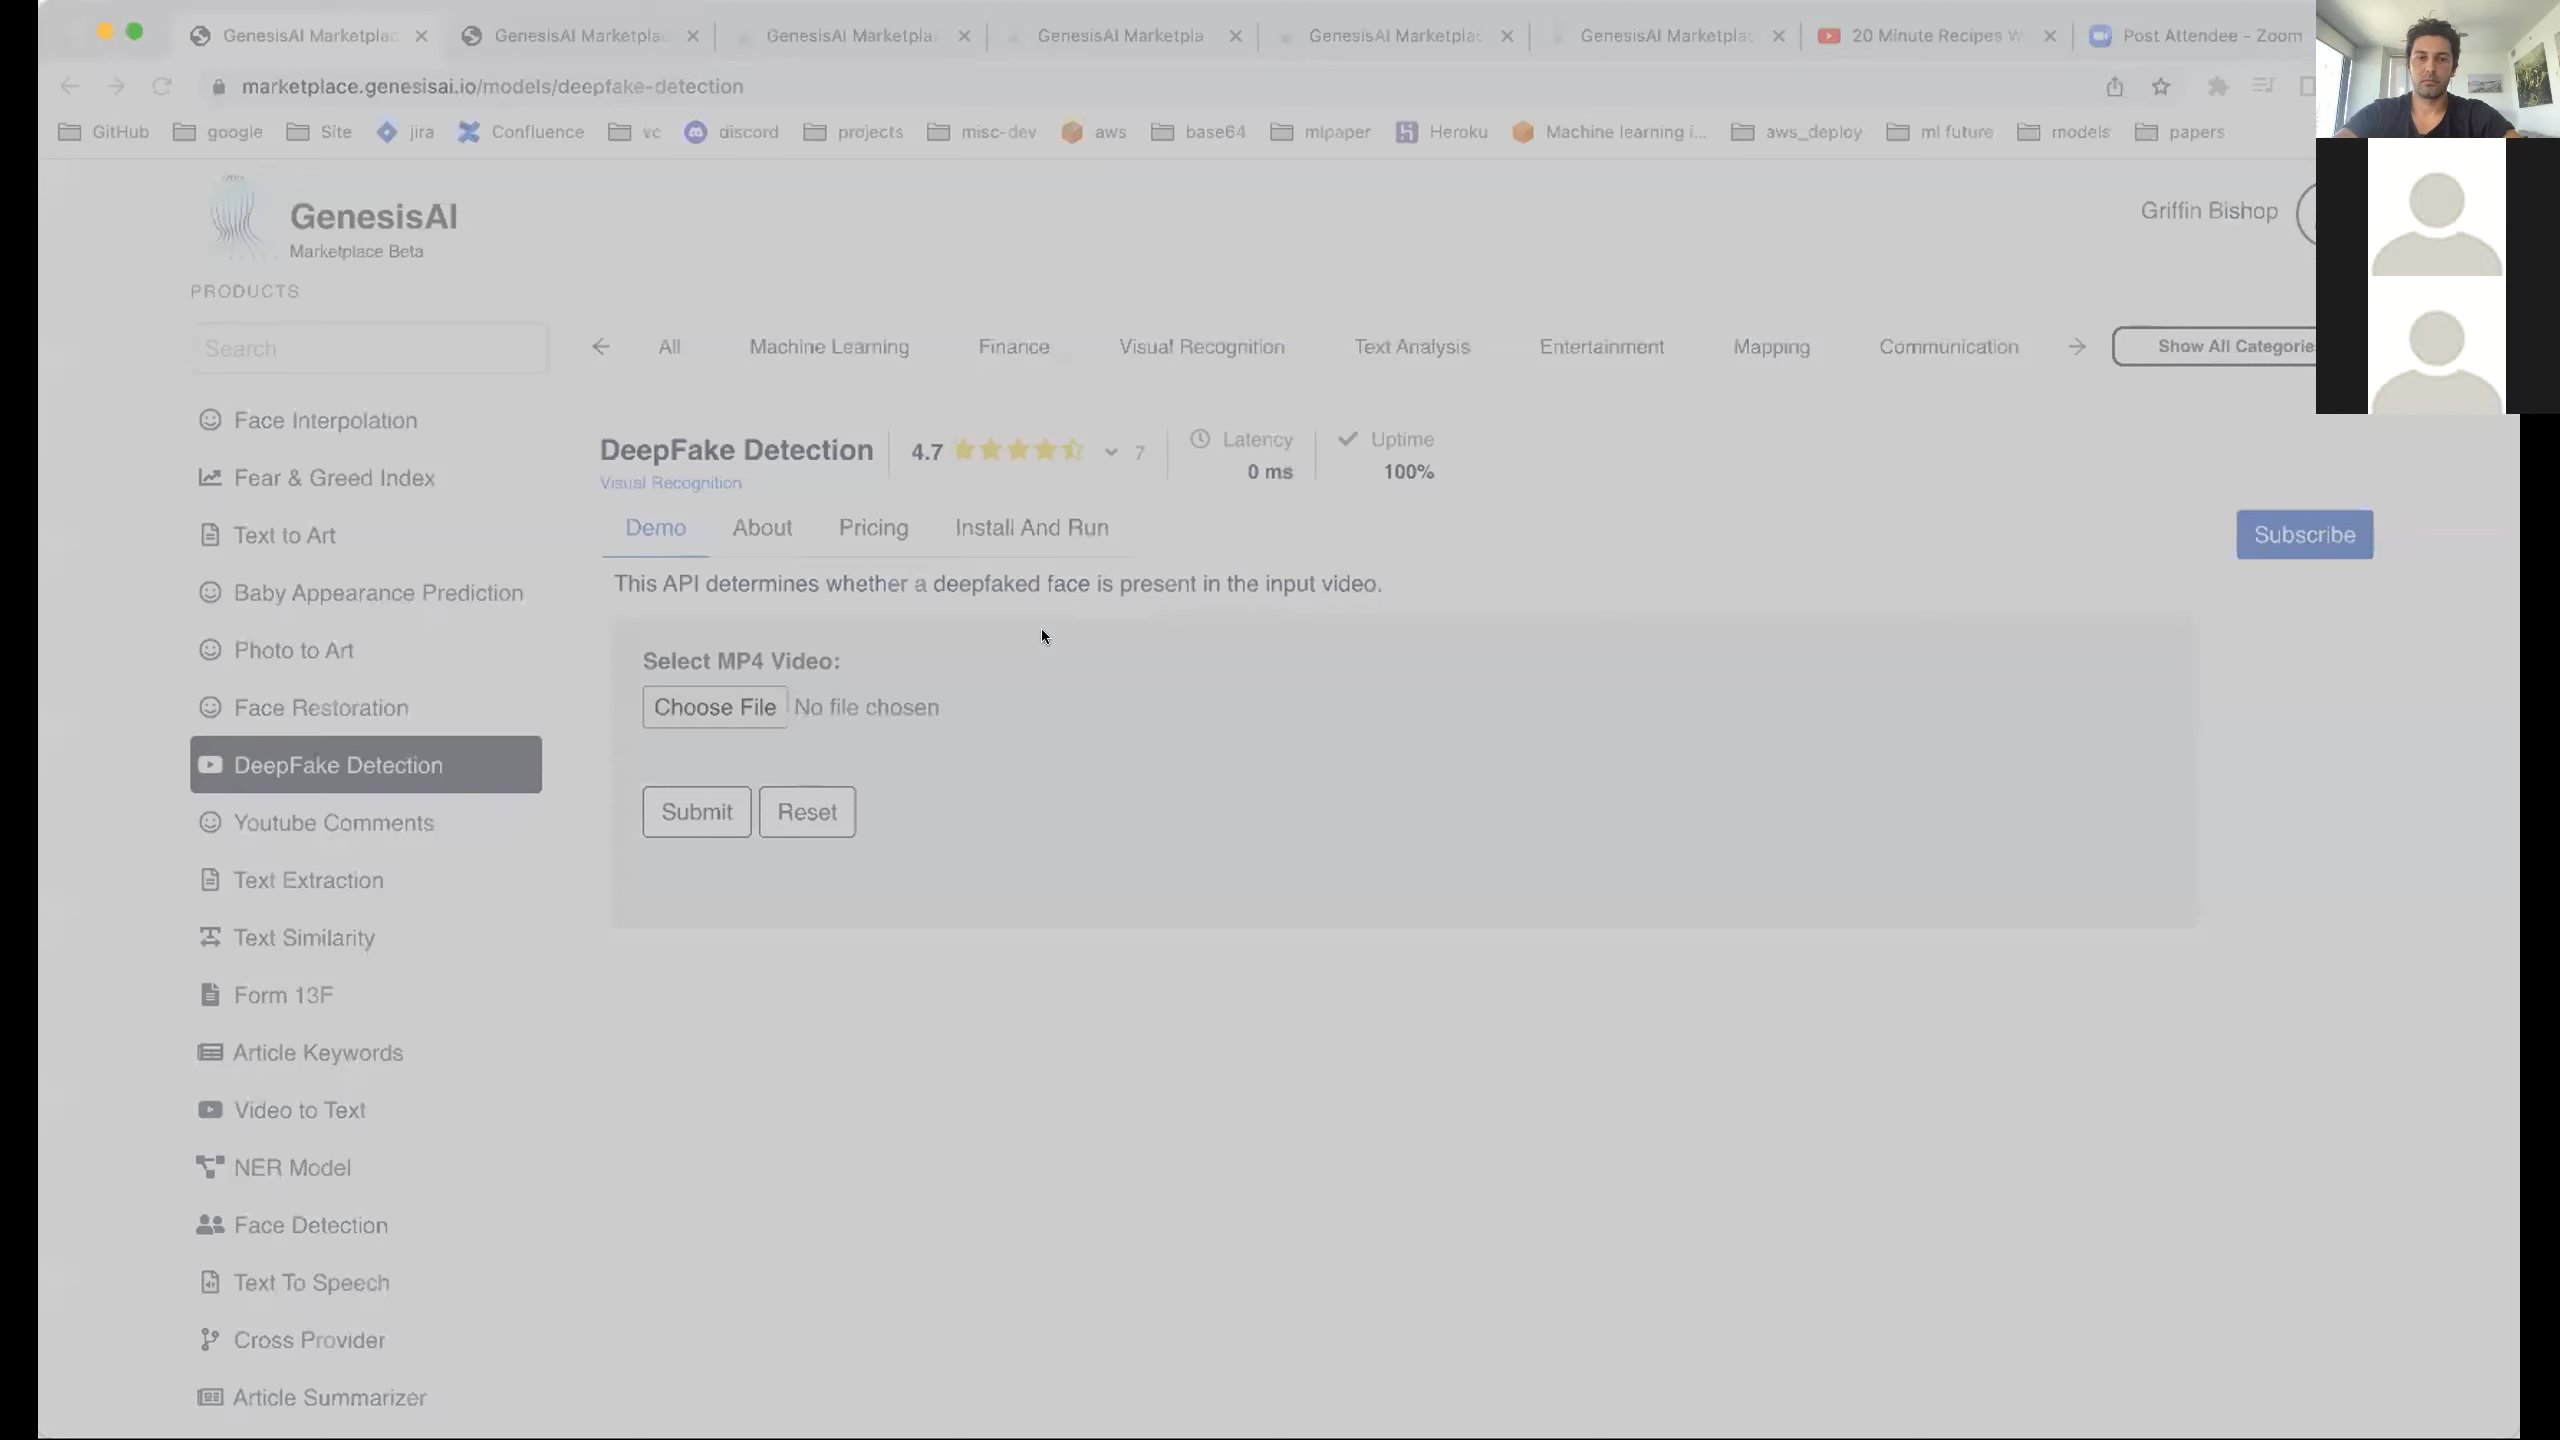 GenesisAI Marketplac
GenesisAI Marketpla
GenesisAI Marketpla
GenesisAI Marketpla
GenesisAI Marketplac
GenesisAI Marketplac
20 Minute Recipes W
Post Attendee - Zoom
marketplace.genesisai.io/models/deepfake-detection
GitHub google Site jira Confluence vc discord projects misc-dev aws base64 mlpaper Heroku Machine learning i... aws_deploy ml future models papers
GenesisAI
Marketplace Beta
Griffin Bishop
PRODUCTS
Search
All Machine Learning Finance Visual Recognition Text Analysis Entertainment Mapping Communication Show All Categorie
Face Interpolation
Fear & Greed Index
Text to Art
Baby Appearance Prediction
Photo to Art
Face Restoration
DeepFake Detection
Youtube Comments
Text Extraction
Text Similarity
Form 13F
Article Keywords
Video to Text
NER Model
Face Detection
Text To Speech
Cross Provider
Article Summarizer
DeepFake Detection 4.7 7
Visual Recognition
Latency
0 ms
Uptime
100%
Demo About Pricing Install And Run
Subscribe
This API determines whether a deepfaked face is present in the input video.
Select MP4 Video:
Choose File No file chosen
Submit Reset